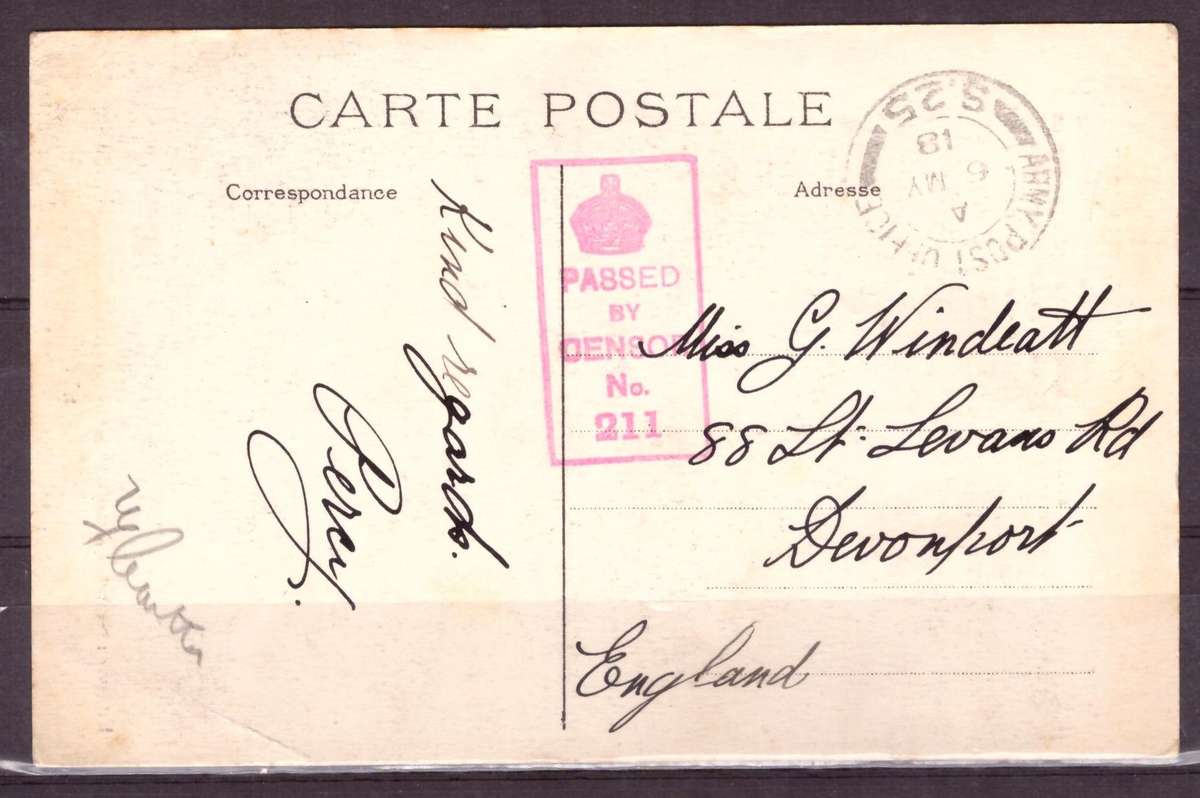 CARTE POSTALE
Correspondance
Adresse
ARMY POST OFFICE
S.25
A
6 MY
18
PASSED
BY
CENSOR
No.
211
Kind regards.
Percy.
Miss G. Windeatt
88 St. Levans Rd
Devonport
England